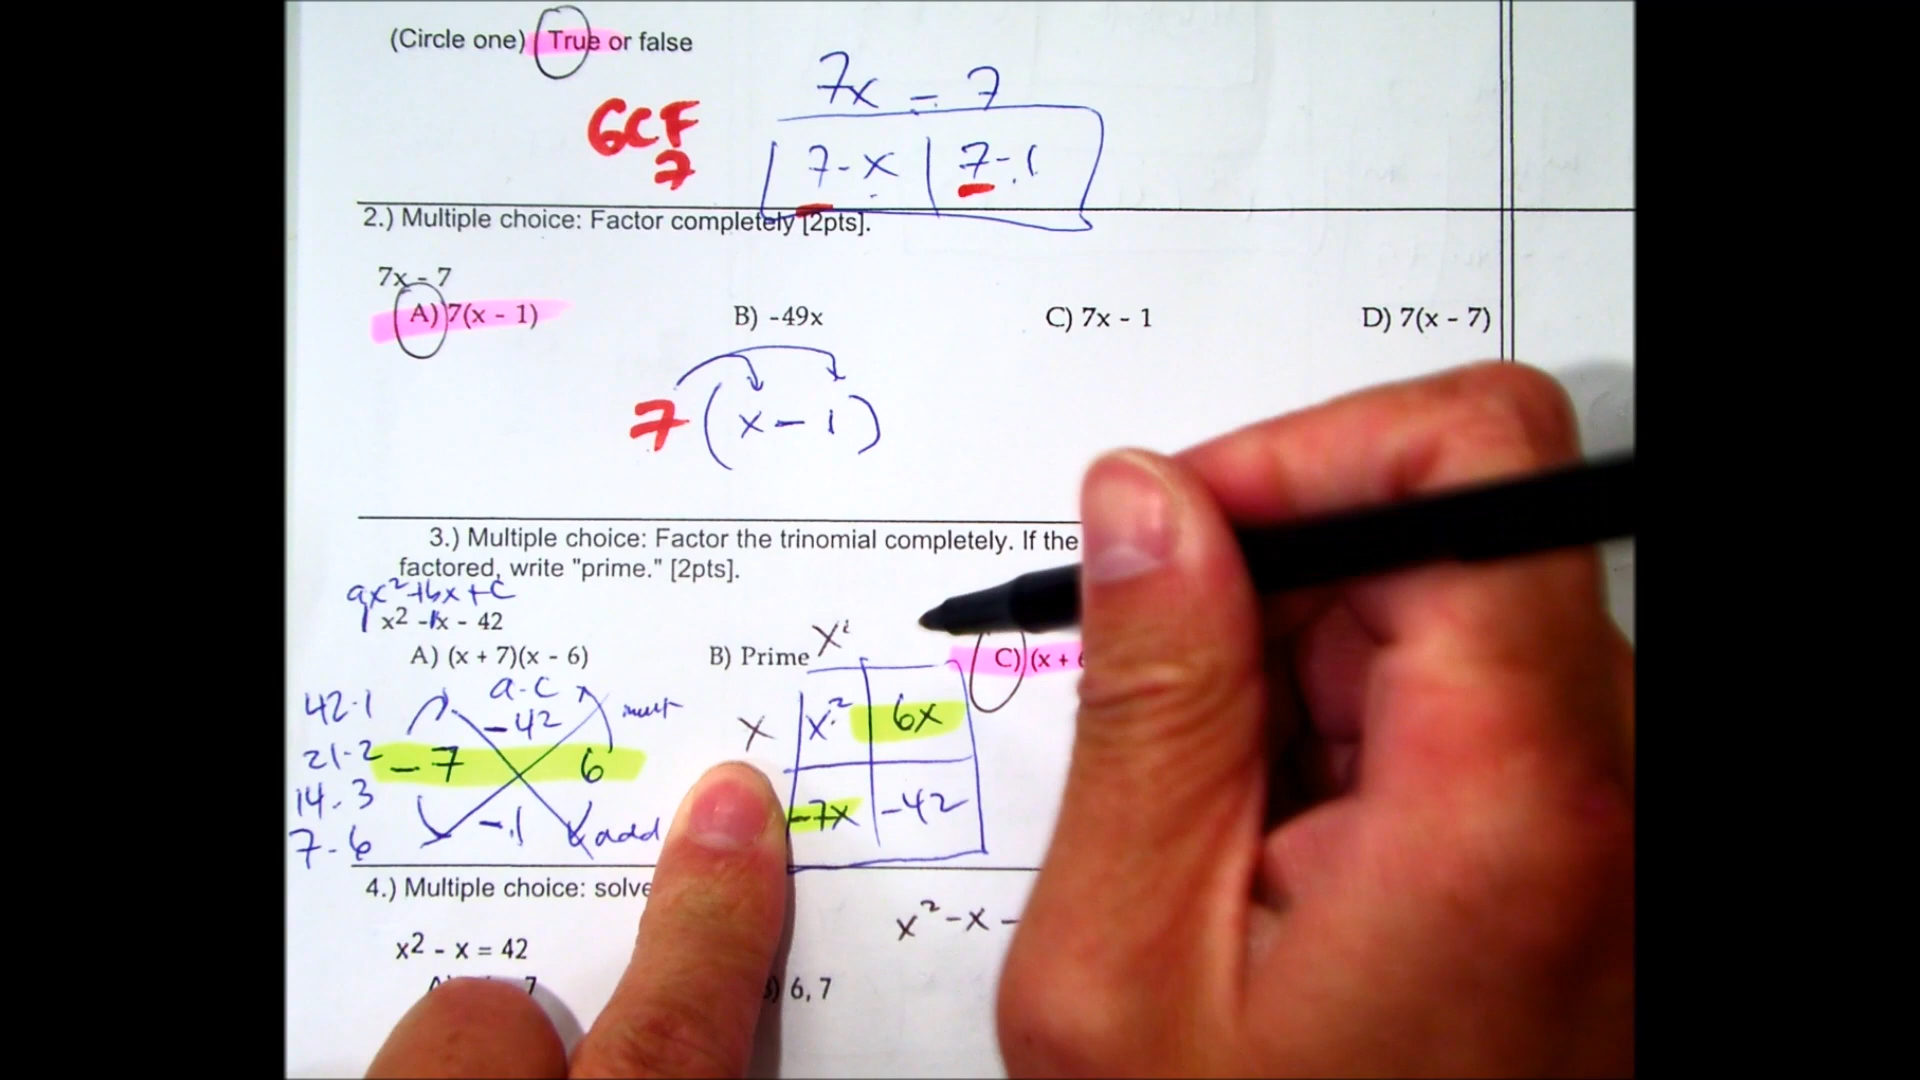 (Circle one) True or false
7x - 7
GCF
7
7 - x | 7 - 1
2.) Multiple choice: Factor completely [2pts].
7x - 7
A) 7(x - 1) B) -49x C) 7x - 1 D) 7(x - 7)
7(x - 1)
3.) Multiple choice: Factor the trinomial completely. If the
factored, write "prime." [2pts].
ax² + bx + c
1x2 - 1x - 42
A) (x + 7)(x - 6) B) Prime C) (x +
a - c
42 - 1
-42
mult
21 - 2
-7 6
14 - 3
-1
add
7 - 6
x
x x² 6x
-7x -42
4.) Multiple choice: solve
x² - x -
x2 - x = 42
7
6, 7